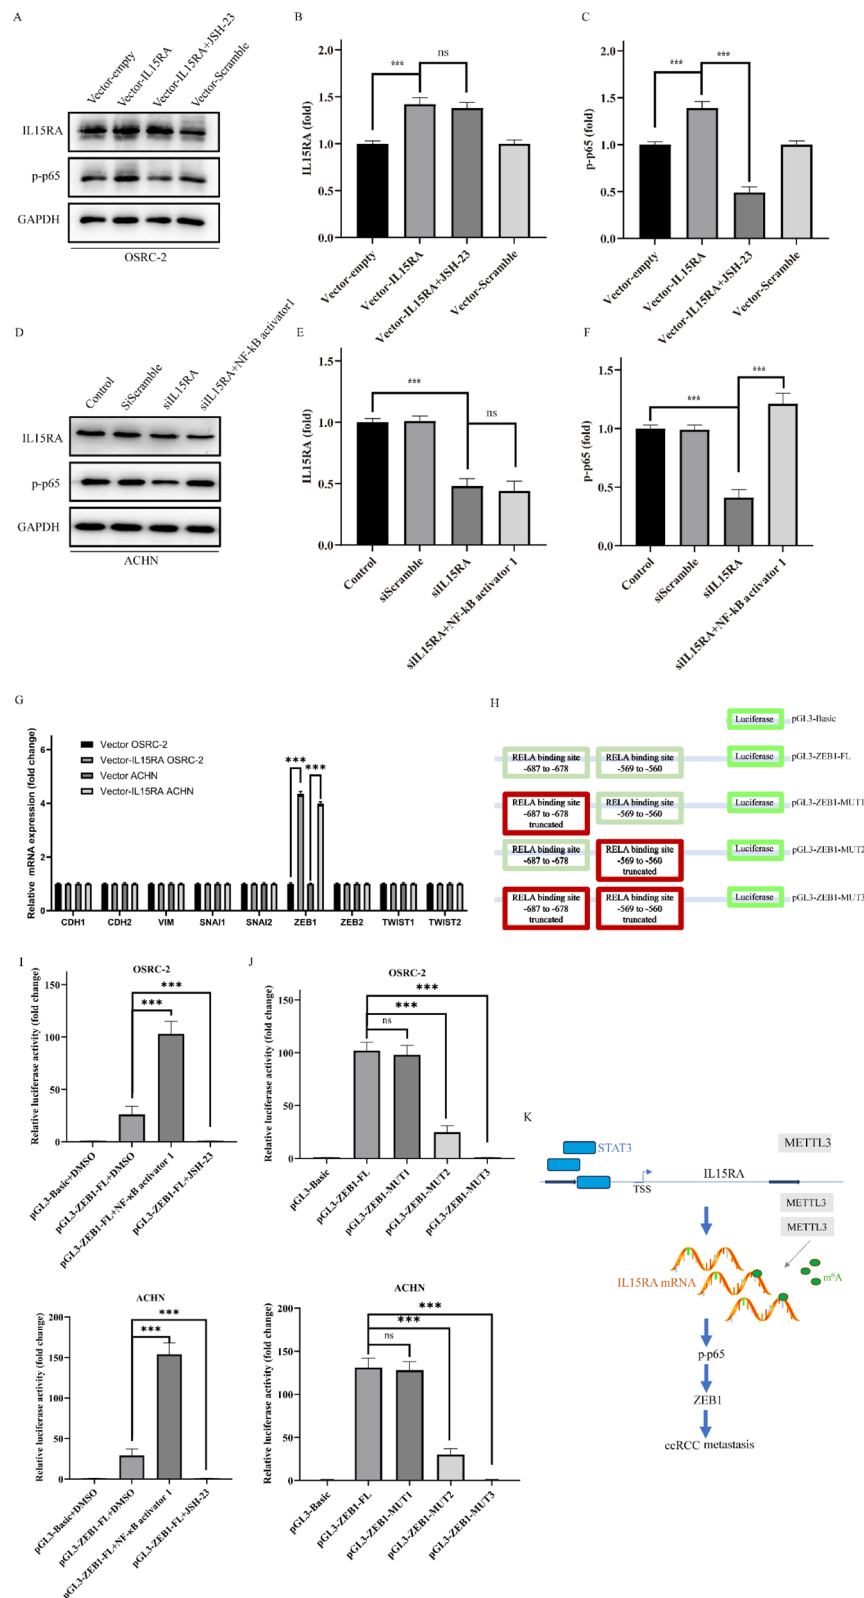 A
Vector-empty
Vector-IL15RA
Vector-IL15RA+JSH-23
Vector-Scramble
IL15RA
p-p65
GAPDH
OSRC-2
B
IL15RA (fold)
2.0
1.5
1.0
0.5
0.0
***
ns
Vector-empty
Vector-IL15RA
Vector-IL15RA+JSH-23
Vector-Scramble
C
p-p65 (fold)
2.0
1.5
1.0
0.5
0.0
***
***
Vector-empty
Vector-IL15RA
Vector-IL15RA+JSH-23
Vector-Scramble
D
Control
SiScramble
siIL15RA
siIL15RA+NF-kB activator1
IL15RA
p-p65
GAPDH
ACHN
E
IL15RA (fold)
1.5
1.0
0.5
0.0
***
ns
Control
siScramble
siIL15RA
siIL15RA+NF-kB activator 1
F
p-p65 (fold)
1.5
1.0
0.5
0.0
***
***
Control
siScramble
siIL15RA
siIL15RA+NF-kB activator 1
G
Relative mRNA expression (fold change)
6
4
2
0
Vector OSRC-2
Vector-IL15RA OSRC-2
Vector ACHN
Vector-IL15RA ACHN
***
***
CDH1
CDH2
VIM
SNAI1
SNAI2
ZEB1
ZEB2
TWIST1
TWIST2
H
Luciferase
pGL3-Basic
RELA binding site
-687 to -678
RELA binding site
-569 to -560
Luciferase
pGL3-ZEB1-FL
RELA binding site
-687 to -678
truncated
RELA binding site
-569 to -560
Luciferase
pGL3-ZEB1-MUT1
RELA binding site
-687 to -678
RELA binding site
-569 to -560
truncated
Luciferase
pGL3-ZEB1-MUT2
RELA binding site
-687 to -678
truncated
RELA binding site
-569 to -560
truncated
Luciferase
pGL3-ZEB1-MUT3
I
OSRC-2
Relative luciferase activity (fold change)
150
100
50
0
***
***
pGL3-Basic+DMSO
pGL3-ZEB1-FL+DMSO
pGL3-ZEB1-FL+NF-κB activator 1
pGL3-ZEB1-FL+JSH-23
J
OSRC-2
Relative luciferase activity (fold change)
150
100
50
0
***
***
ns
pGL3-Basic
pGL3-ZEB1-FL
pGL3-ZEB1-MUT1
pGL3-ZEB1-MUT2
pGL3-ZEB1-MUT3
ACHN
Relative luciferase activity (fold change)
200
150
100
50
0
***
***
pGL3-Basic+DMSO
pGL3-ZEB1-FL+DMSO
pGL3-ZEB1-FL+NF-κB activator 1
pGL3-ZEB1-FL+JSH-23
ACHN
Relative luciferase activity (fold change)
200
150
100
50
0
***
***
ns
pGL3-Basic
pGL3-ZEB1-FL
pGL3-ZEB1-MUT1
pGL3-ZEB1-MUT2
pGL3-ZEB1-MUT3
K
STAT3
METTL3
IL15RA
TSS
METTL3
METTL3
IL15RA mRNA
m⁶A
p-p65
ZEB1
ccRCC metastasis